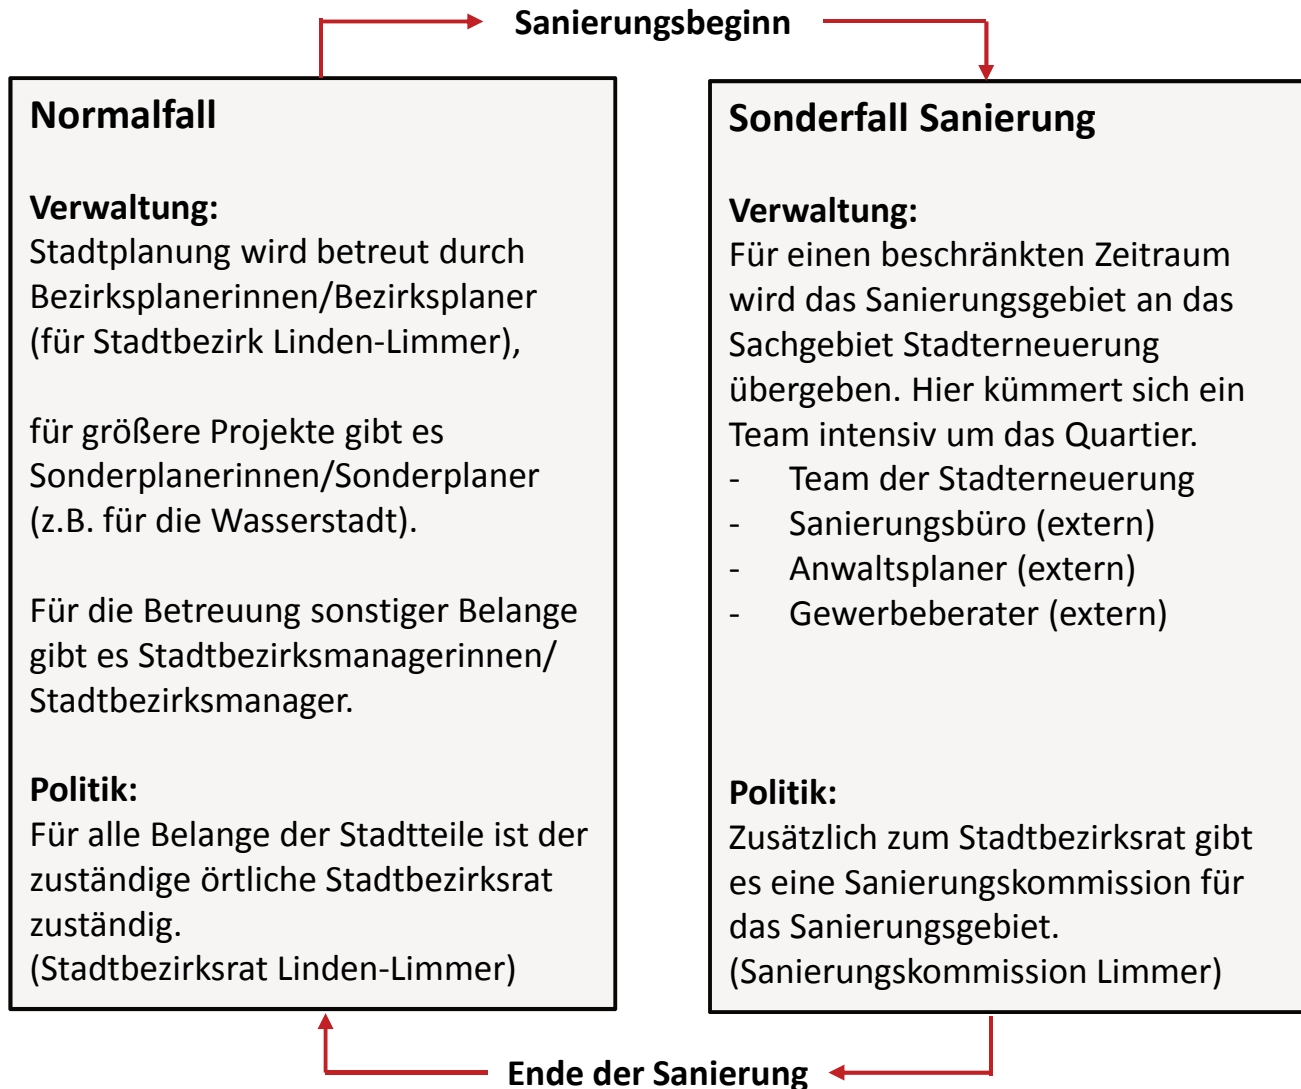 Sanierungsbeginn
Normalfall
Verwaltung:
Stadtplanung wird betreut durch
Bezirksplanerinnen/Bezirksplaner
(für Stadtbezirk Linden-Limmer),
für größere Projekte gibt es
Sonderplanerinnen/Sonderplaner
(z.B. für die Wasserstadt).
Für die Betreuung sonstiger Belange
gibt es Stadtbezirksmanagerinnen/
Stadtbezirksmanager.
Politik:
Für alle Belange der Stadtteile ist der
zuständige örtliche Stadtbezirksrat
zuständig.
(Stadtbezirksrat Linden-Limmer)
Sonderfall Sanierung
Verwaltung:
Für einen beschränkten Zeitraum
wird das Sanierungsgebiet an das
Sachgebiet Stadterneuerung
übergeben. Hier kümmert sich ein
Team intensiv um das Quartier.
- Team der Stadterneuerung
- Sanierungsbüro (extern)
- Anwaltsplaner (extern)
- Gewerbeberater (extern)
Politik:
Zusätzlich zum Stadtbezirksrat gibt
es eine Sanierungskommission für
das Sanierungsgebiet.
(Sanierungskommission Limmer)
Ende der Sanierung